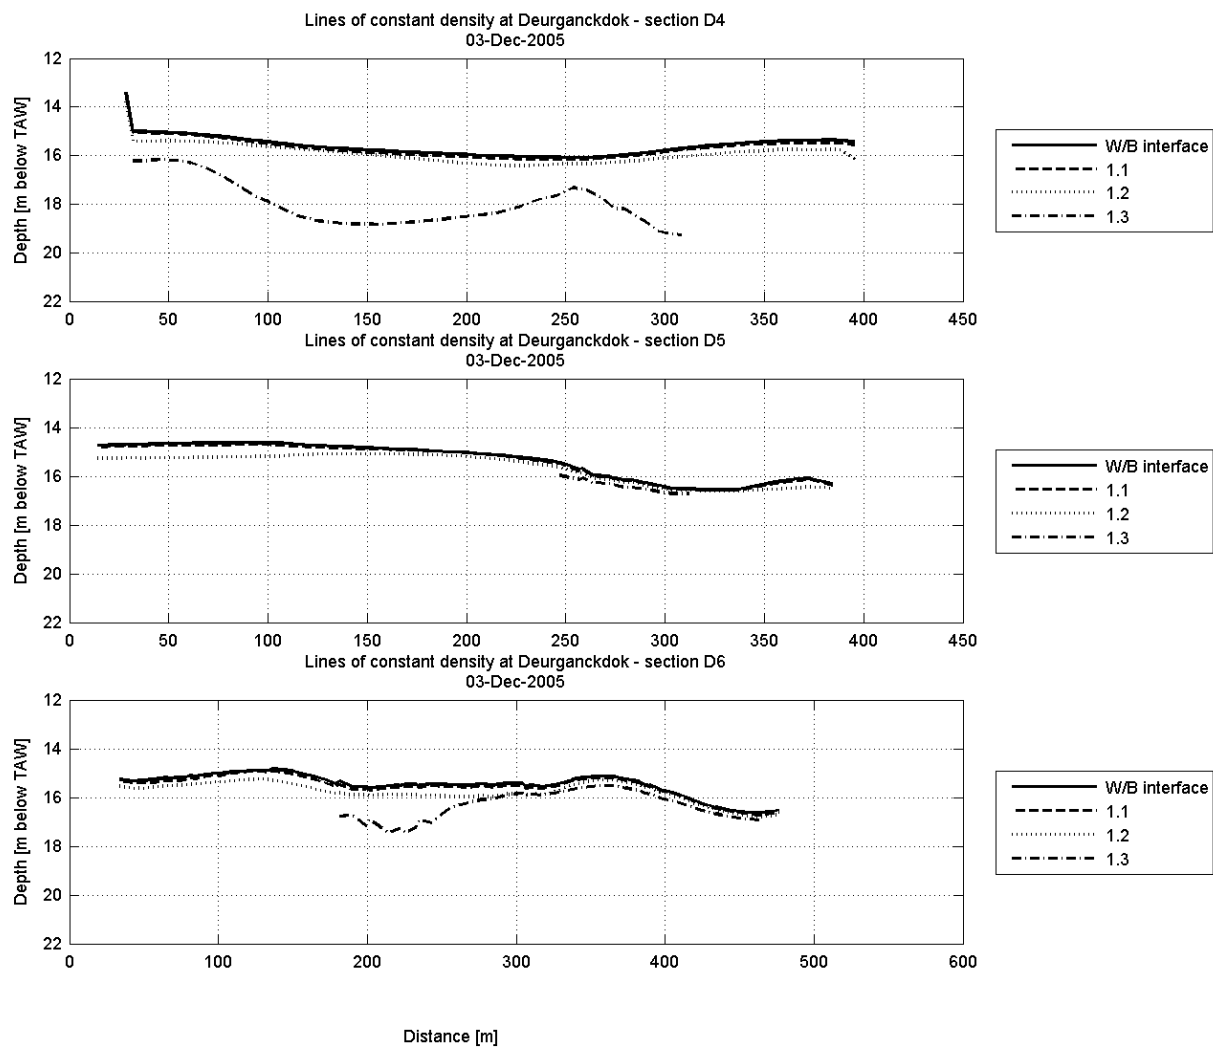 Lines of constant density at Deurganckdok - section D4
03-Dec-2005
12
14
16
18
20
22
Depth [m below TAW]
0 50 100 150 200 250 300 350 400 450
W/B interface
1.1
1.2
1.3
Lines of constant density at Deurganckdok - section D5
03-Dec-2005
12
14
16
18
20
22
Depth [m below TAW]
0 50 100 150 200 250 300 350 400 450
W/B interface
1.1
1.2
1.3
Lines of constant density at Deurganckdok - section D6
03-Dec-2005
12
14
16
18
20
22
Depth [m below TAW]
0 100 200 300 400 500 600
W/B interface
1.1
1.2
1.3
Distance [m]